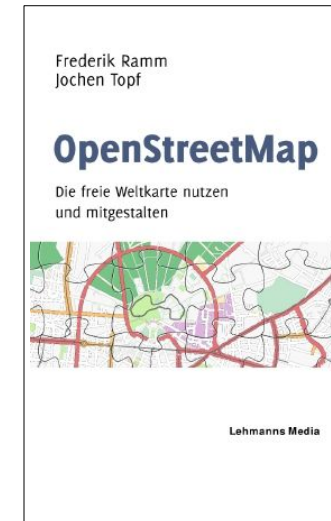 Frederik Ramm
Jochen Topf
OpenStreetMap
Die freie Weltkarte nutzen
und mitgestalten
Lehmanns Media